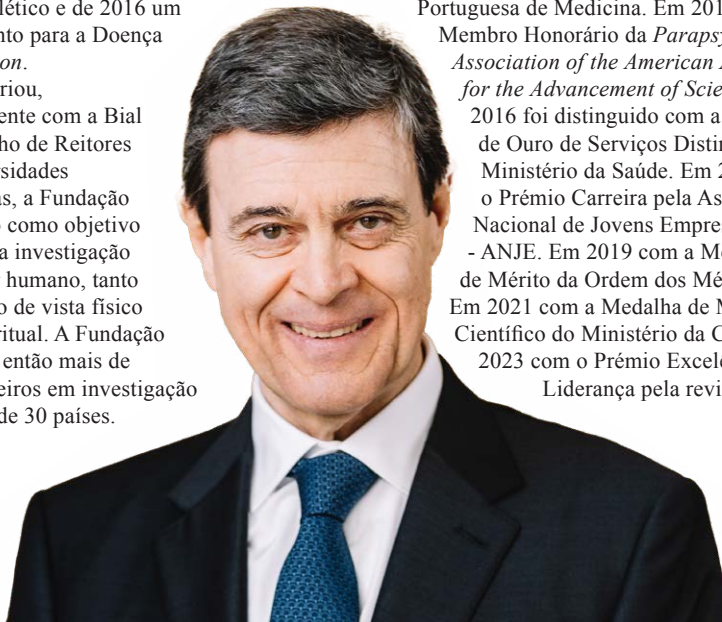 lético e de 2016 um
nto para a Doença
on.
riou,
ente com a Bial
ho de Reitores
rsidades
as, a Fundação
o como objetivo
a investigação
r humano, tanto
o de vista físico
ritual. A Fundação
então mais de
eiros em investigação
de 30 países.
Portuguesa de Medicina. Em 201
Membro Honorário da Parapsy
Association of the American A
for the Advancement of Scie
2016 foi distinguido com a
de Ouro de Serviços Distin
Ministério da Saúde. Em 2
o Prémio Carreira pela As
Nacional de Jovens Empre
- ANJE. Em 2019 com a Me
de Mérito da Ordem dos Mé
Em 2021 com a Medalha de M
Científico do Ministério da C
2023 com o Prémio Excel
Liderança pela revi